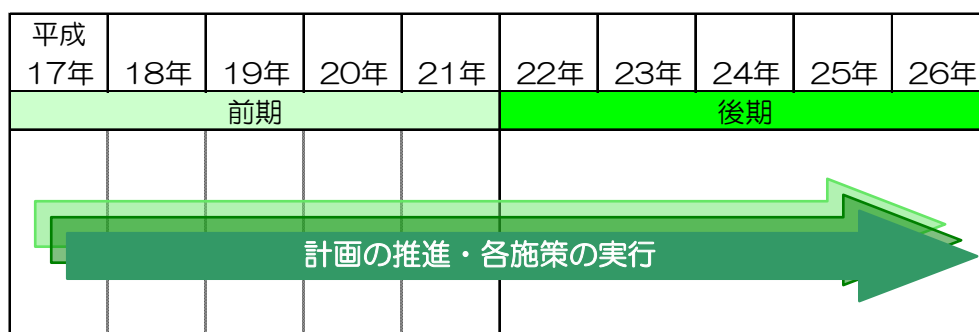 平成
17年 18年 19年 20年 21年 22年 23年 24年 25年 26年
前期 後期
計画の推進・各施策の実行